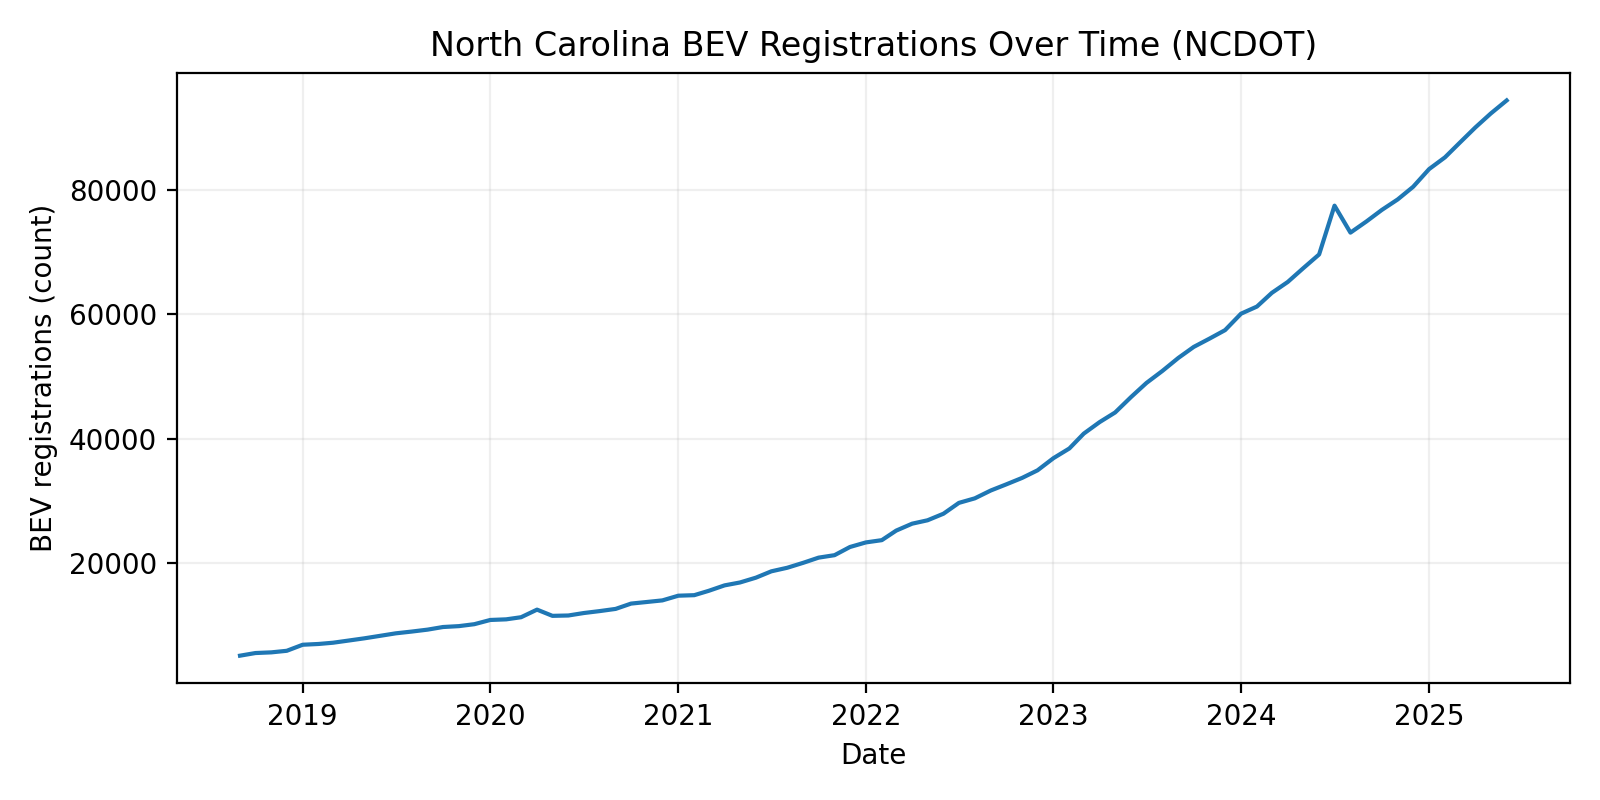 North Carolina BEV Registrations Over Time (NCDOT)
BEV registrations (count)
80000
60000
40000
20000
2019 2020 2021 2022 2023 2024 2025
Date